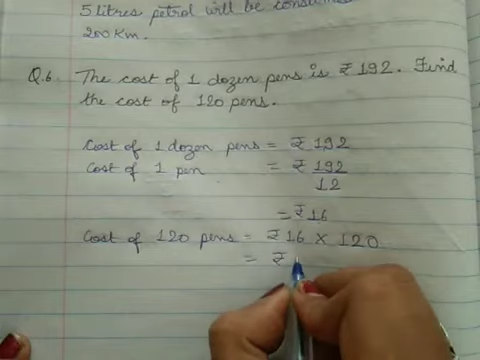 5 litres petrol will be
200 Km.
Q.6. The cost of 1 dozen pens is ₹ 192. Find
the cost of 120 pens.
Cost of 1 dozen pens = ₹ 192
Cost of 1 pen = ₹ 192
12
= ₹ 16
Cost of 120 pens = ₹ 16 × 120
= ₹